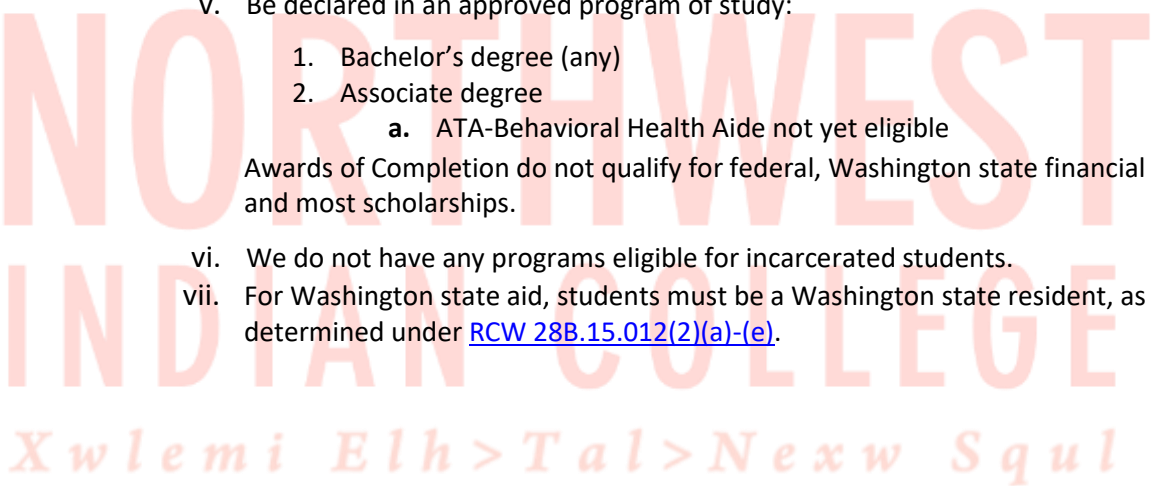 v. Be declared in an approved program of study:
1. Bachelor’s degree (any)
2. Associate degree
a. ATA-Behavioral Health Aide not yet eligible
Awards of Completion do not qualify for federal, Washington state financial
and most scholarships.
vi. We do not have any programs eligible for incarcerated students.
vii. For Washington state aid, students must be a Washington state resident, as
determined under RCW 28B.15.012(2)(a)-(e).
NORTHWEST
INDIAN COLLEGE
Xwlemi Elh>Tal>Nexw Squl